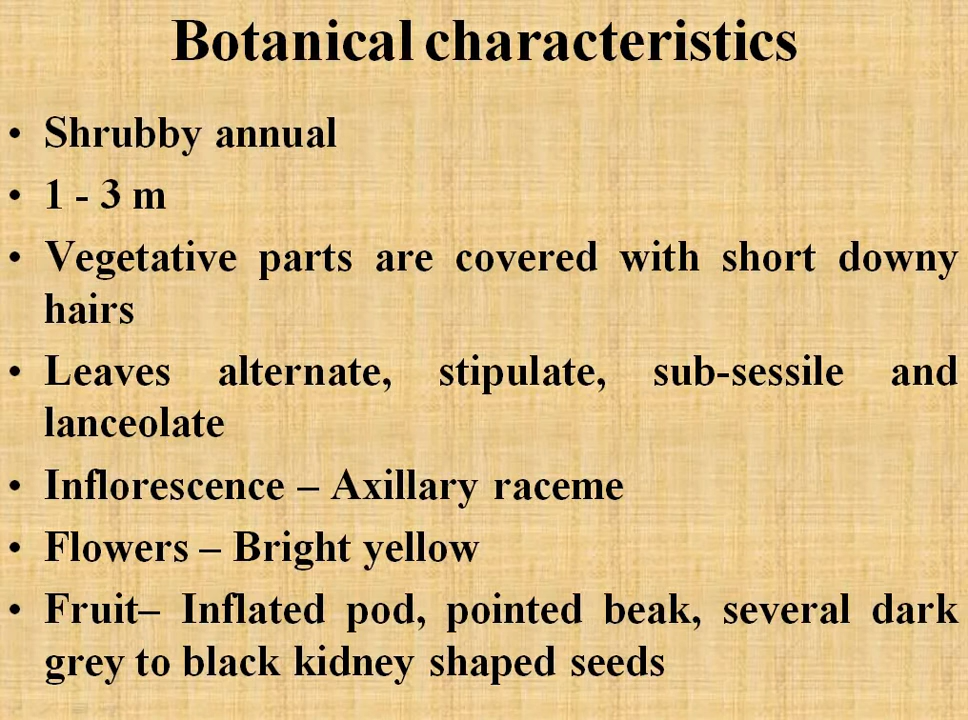 Botanical characteristics
• Shrubby annual
• 1 - 3 m
• Vegetative parts are covered with short downy
hairs
• Leaves alternate, stipulate, sub-sessile and
lanceolate
• Inflorescence – Axillary raceme
• Flowers – Bright yellow
• Fruit– Inflated pod, pointed beak, several dark
grey to black kidney shaped seeds